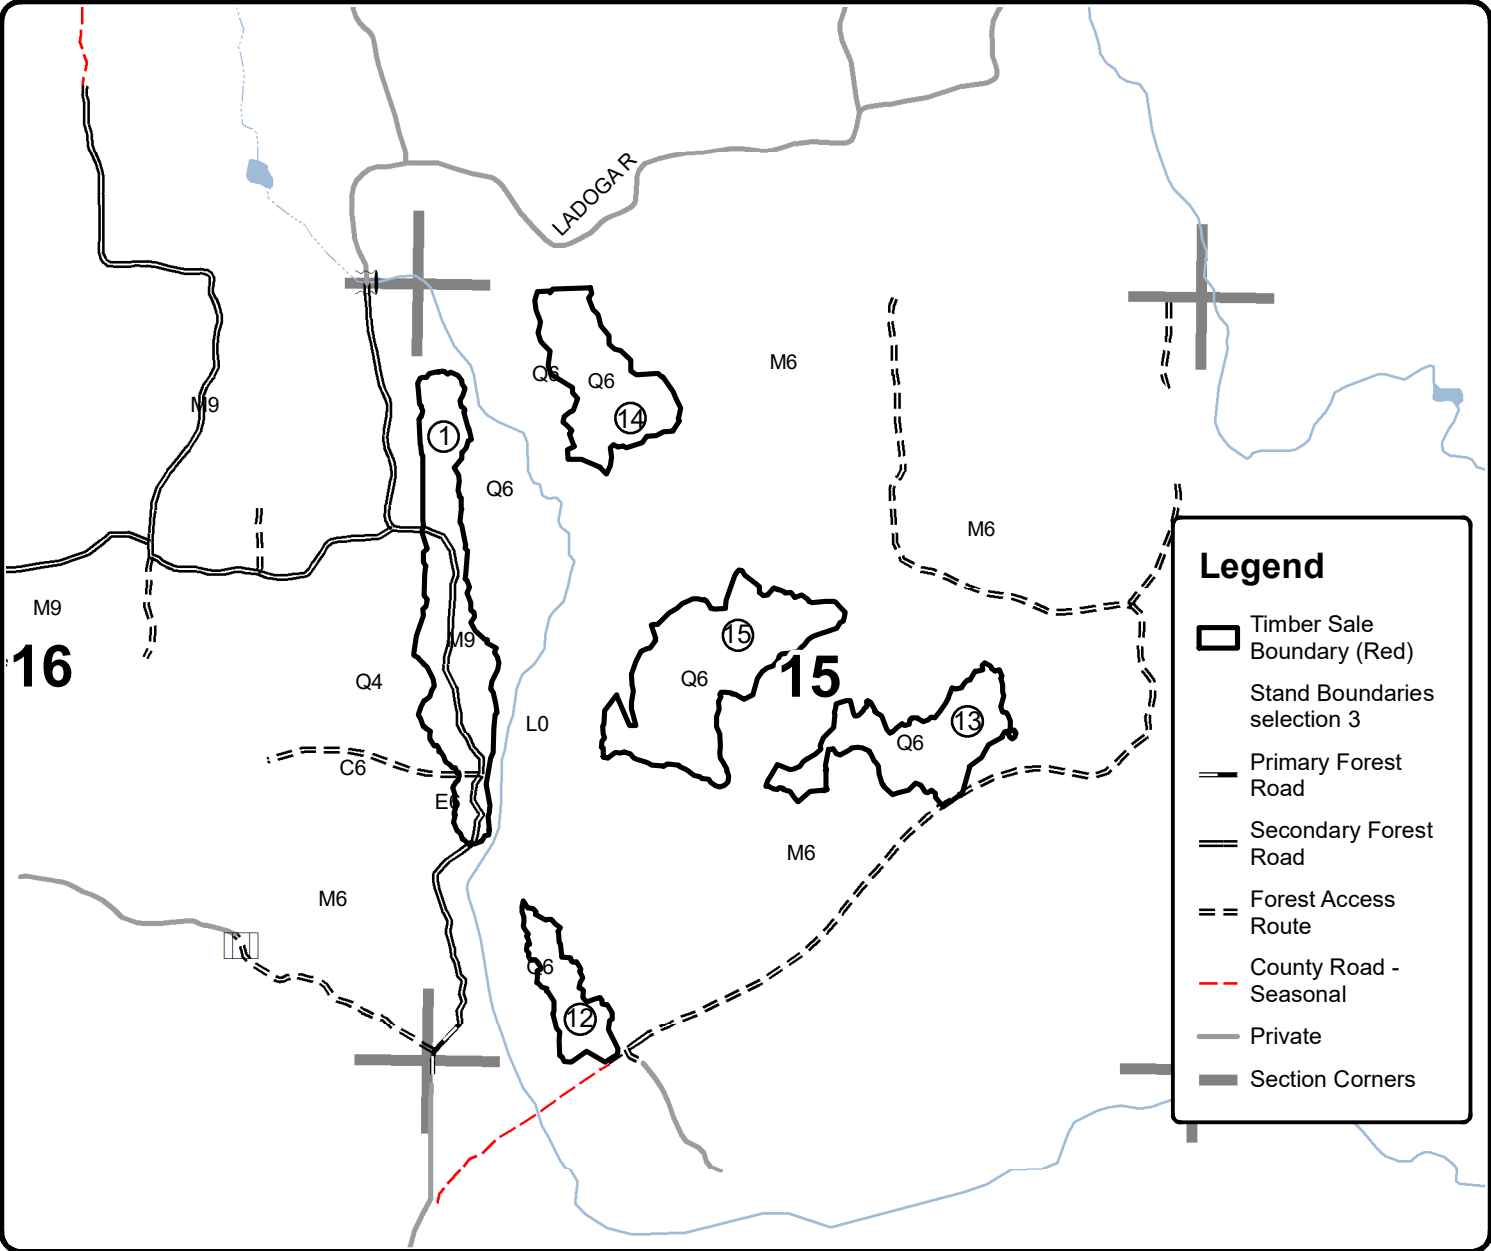 LADOGA R
M6
Q6
Q6
M9
14
1
Q6
M6
M9
15
M9
16
Q6
15
Q4
13
L0
Q6
C6
E6
M6
M6
Q6
12
Legend
Timber Sale
Boundary (Red)
Stand Boundaries
selection 3
Primary Forest
Road
Secondary Forest
Road
Forest Access
Route
County Road -
Seasonal
Private
Section Corners